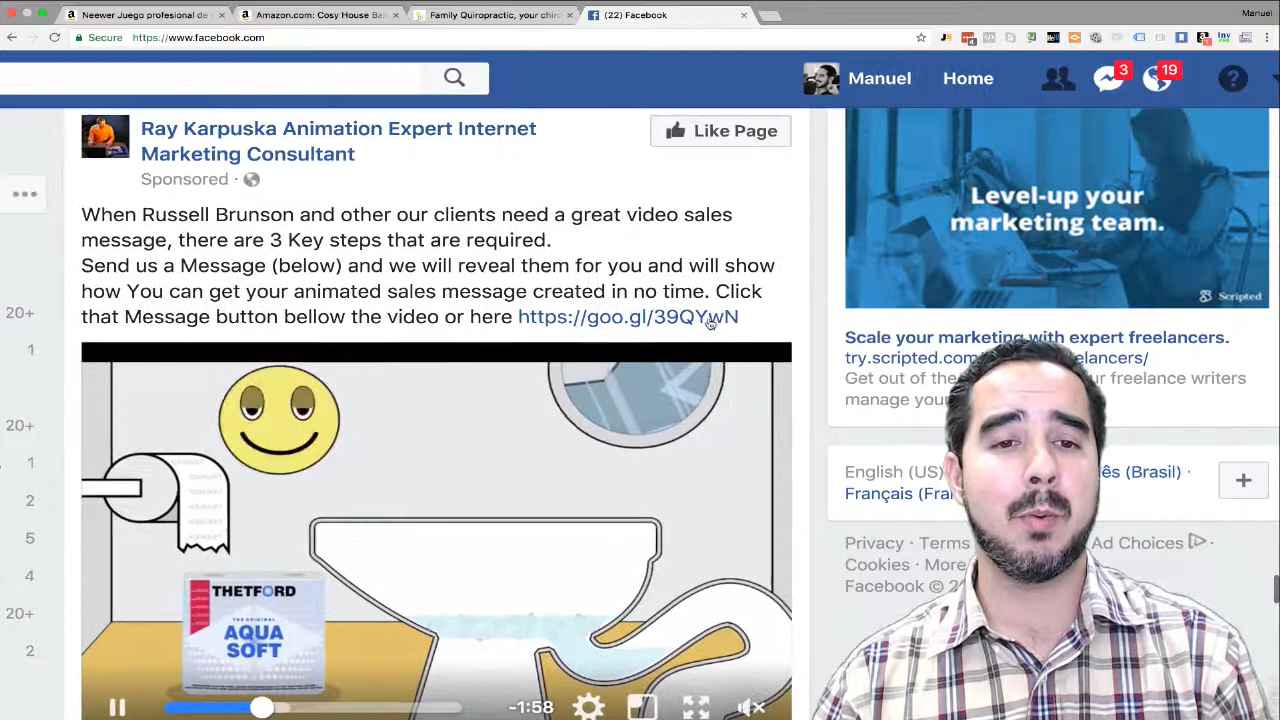 Neewer Juego profesional de
Amazon.com: Cosy House Ba
Family Quiropractic, your chi
(22) Facebook
Manuel
Secure
https://www.facebook.com
Manuel
Home
3
19
Ray Karpuska Animation Expert Internet
Marketing Consultant
Sponsored ·
Like Page
When Russell Brunson and other our clients need a great video sales
message, there are 3 Key steps that are required.
Send us a Message (below) and we will reveal them for you and will show
how You can get your animated sales message created in no time. Click
that Message button bellow the video or here https://goo.gl/39QYwN
20+
1
20+
1
2
5
4
20+
2
THETFORD
THE ORIGINAL
AQUA
SOFT
-1:58
Level-up your
marketing team.
Scripted
Scale your marketing with expert freelancers.
try.scripted.com elancers/
Get out of the ur freelance writers
manage your
English (US) ês (Brasil) ·
Français (Fra
Privacy · Terms Ad Choices ·
Cookies · More
Facebook © 2